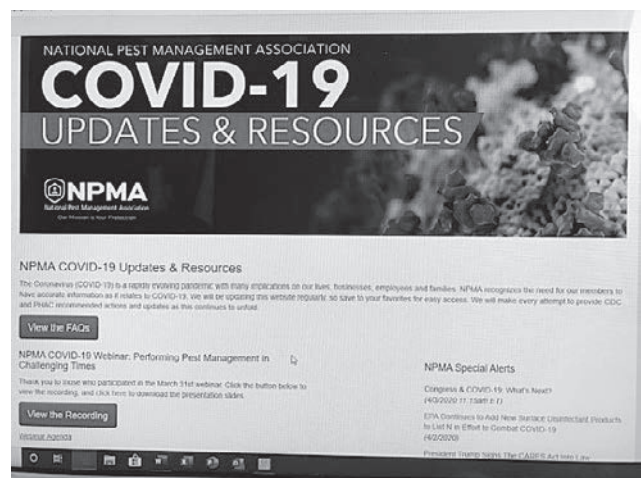 NATIONAL PEST MANAGEMENT ASSOCIATION
COVID-19
UPDATES & RESOURCES
NPMA
National Pest Management Association
Our Mission is Your Protection
NPMA COVID-19 Updates & Resources
The Coronavirus (COVID-19) is a rapidly evolving pandemic with many implications on our lives, businesses, employees and families. NPMA recognizes the need for our members to
have accurate information as it relates to COVID-19. We will be updating this website regularly, so save to your favorites for easy access. We will make every attempt to provide CDC
and PHAC recommended actions and updates as this continues to unfold.
View the FAQs
NPMA COVID-19 Webinar: Performing Pest Management in
Challenging Times
Thank you to those who participated in the March 31st webinar. Click the button below to
view the recording, and click here to download the presentation slides.
View the Recording
Webinar Agenda
NPMA Special Alerts
Congress & COVID-19: What's Next?
(4/3/2020 11:15am ET)
EPA Continues to Add New Surface Disinfectant Products
to List N in Effort to Combat COVID-19
(4/2/2020)
President Trump Signs The CARES Act Into Law